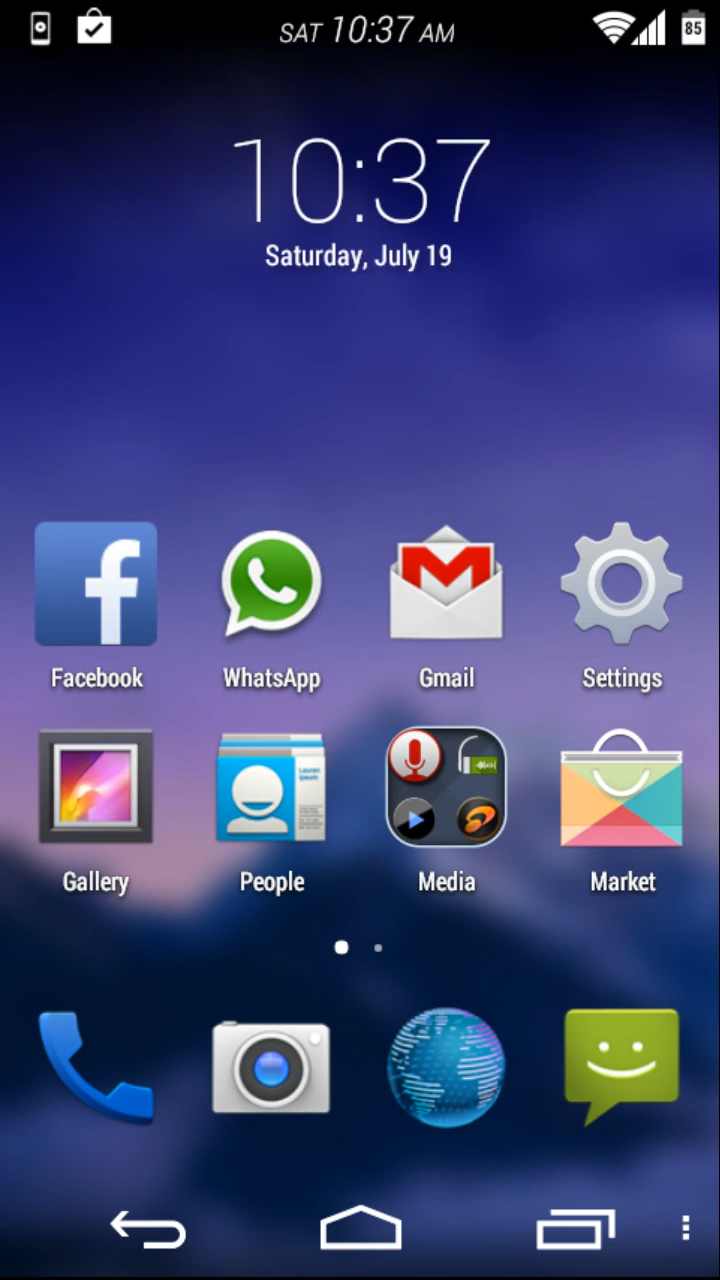 SAT 10:37 AM
85
10:37
Saturday, July 19
Facebook WhatsApp Gmail Settings
Gallery People Media Market